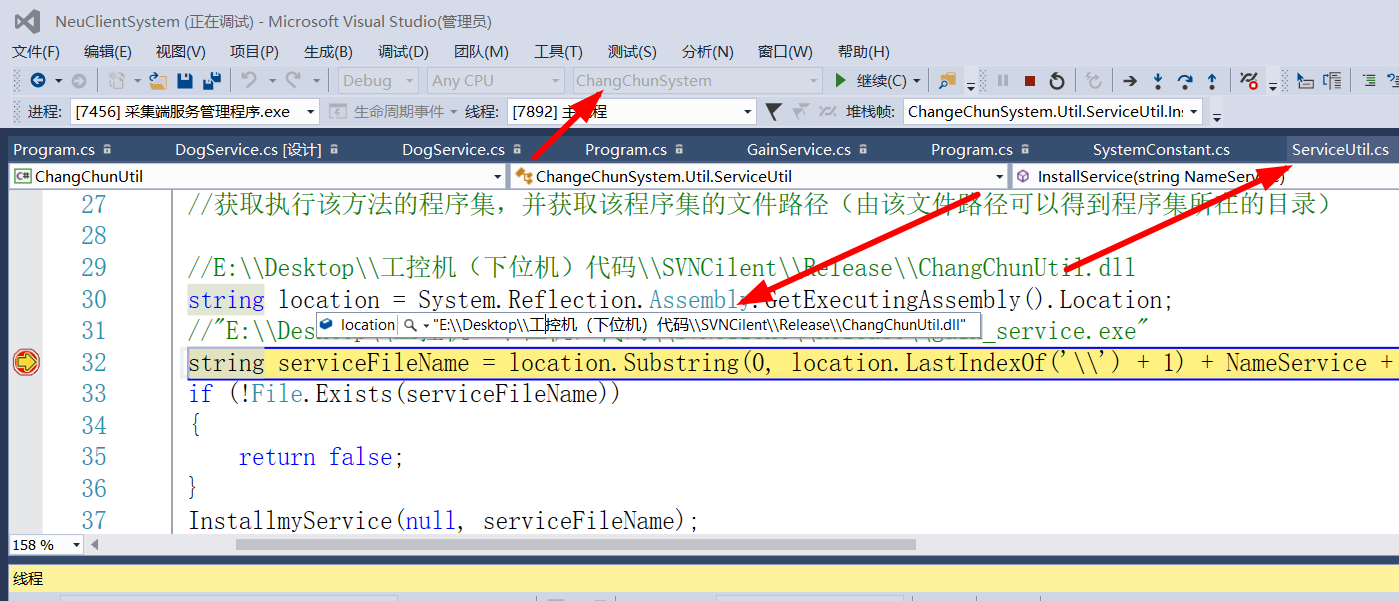 NeuClientSystem (正在调试) - Microsoft Visual Studio(管理员)
文件(F) 编辑(E) 视图(V) 项目(P) 生成(B) 调试(D) 团队(M) 工具(T) 测试(S) 分析(N) 窗口(W) 帮助(H)
Debug Any CPU ChangChunSystem 继续(C)
进程: [7456] 采集端服务管理程序.exe 生命周期事件 线程: [7892] 主程 堆栈帧: ChangeChunSystem.Util.ServiceUtil.Ins
Program.cs DogService.cs [设计] DogService.cs Program.cs GainService.cs Program.cs SystemConstant.cs ServiceUtil.cs
C# ChangChunUtil ChangeChunSystem.Util.ServiceUtil InstallService(string NameService)
27 //获取执行该方法的程序集，并获取该程序集的文件路径（由该文件路径可以得到程序集所在的目录）
28
29 //E:\\Desktop\\工控机（下位机）代码\\SVNCilent\\Release\\ChangChunUtil.dll
30 string location = System.Reflection.Assembly.GetExecutingAssembly().Location;
31 //"E:\\Des _service.exe"
location "E:\\Desktop\\工控机（下位机）代码\\SVNCilent\\Release\\ChangChunUtil.dll"
32 string serviceFileName = location.Substring(0, location.LastIndexOf('\\') + 1) + NameService +
33 if (!File.Exists(serviceFileName))
34 {
35 return false;
36 }
37 InstallmyService(null, serviceFileName);
158 %
线程